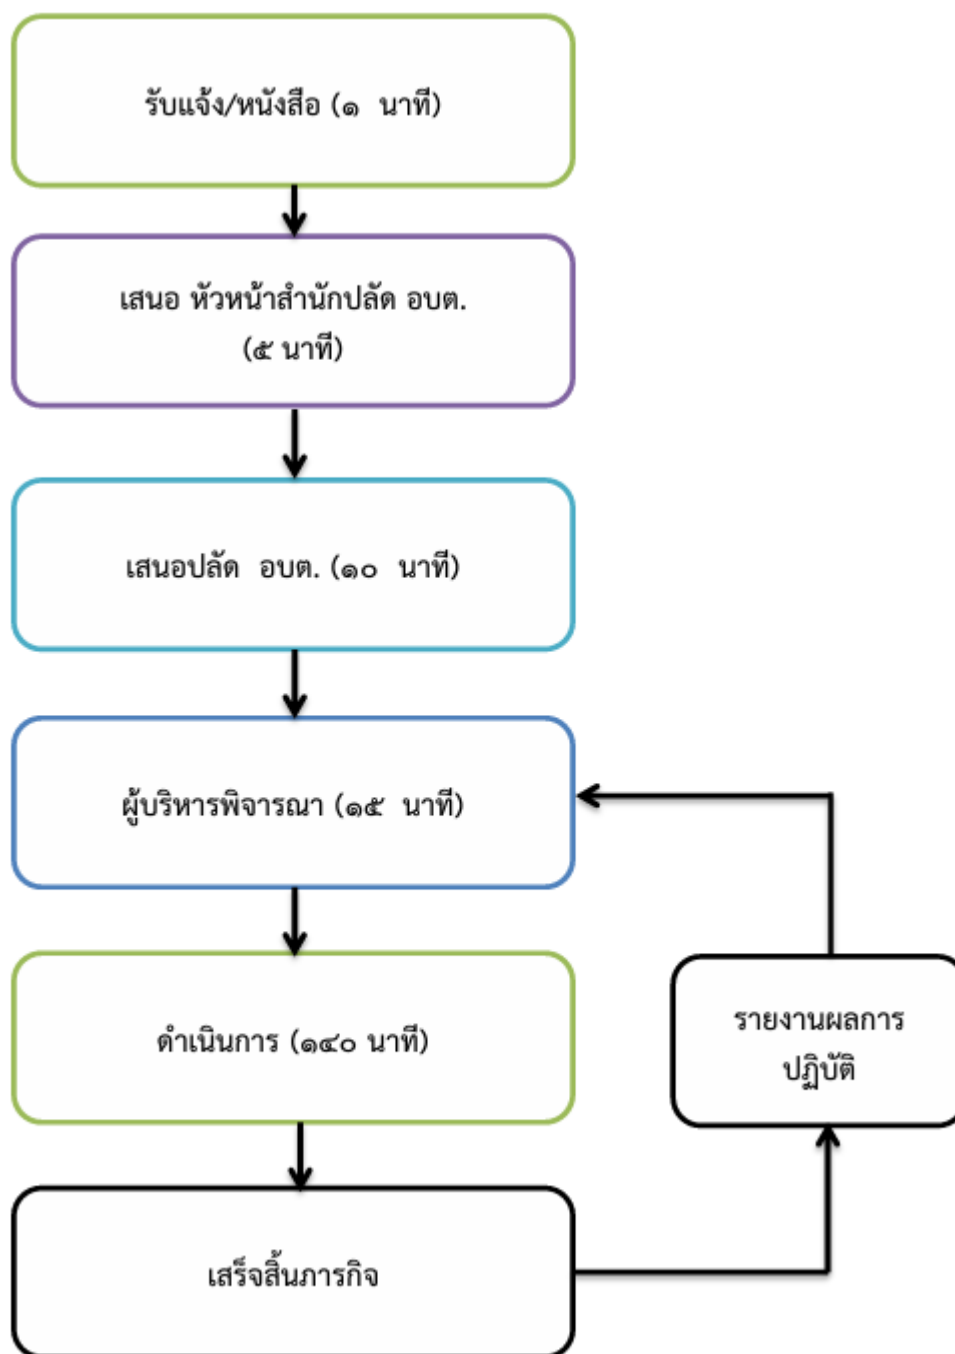 รับแจ้ง/หนังสือ (๑ นาที)
เสนอ หัวหน้าสำนักปลัด อบต.
(๕ นาที)
เสนอปลัด อบต. (๑๐ นาที)
ผู้บริหารพิจารณา (๑๕ นาที)
ดำเนินการ (๑๔๐ นาที)
รายงานผลการ
ปฏิบัติ
เสร็จสิ้นภารกิจ